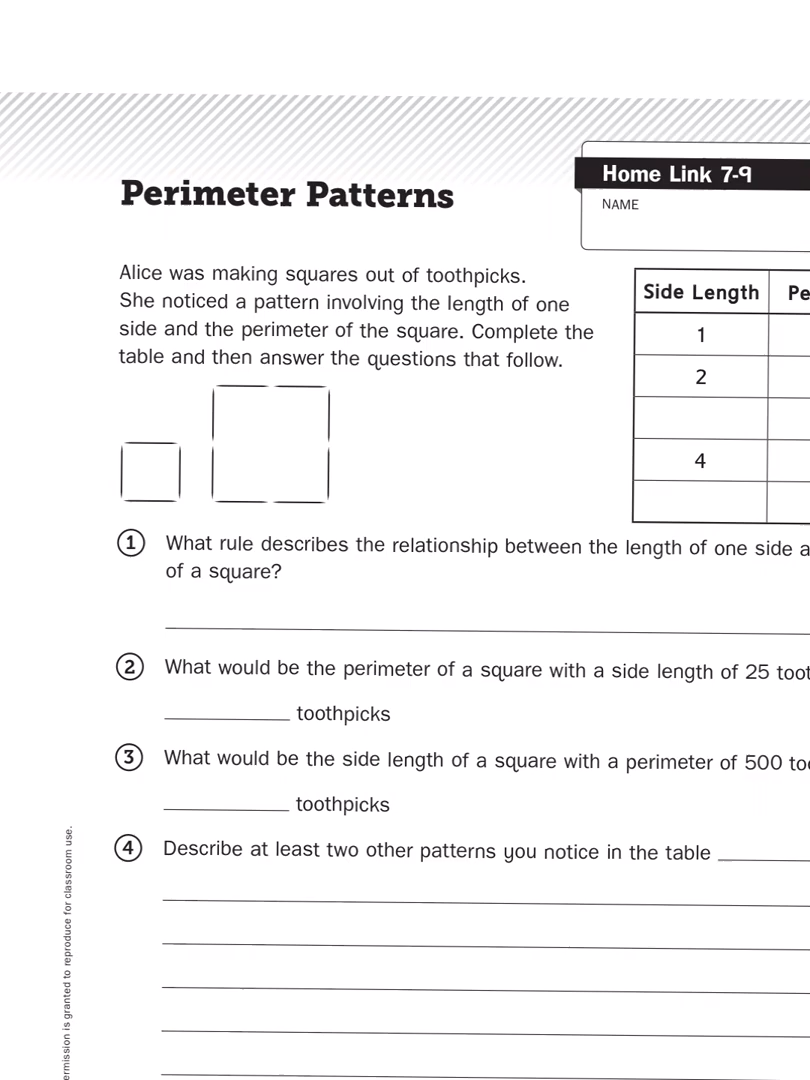 Perimeter Patterns
Home Link 7-9
NAME
Alice was making squares out of toothpicks.
She noticed a pattern involving the length of one
side and the perimeter of the square. Complete the
table and then answer the questions that follow.
Side Length Pe
1
2
4
1 What rule describes the relationship between the length of one side a
of a square?
2 What would be the perimeter of a square with a side length of 25 toot
toothpicks
3 What would be the side length of a square with a perimeter of 500 too
toothpicks
4 Describe at least two other patterns you notice in the table
ermission is granted to reproduce for classroom use.